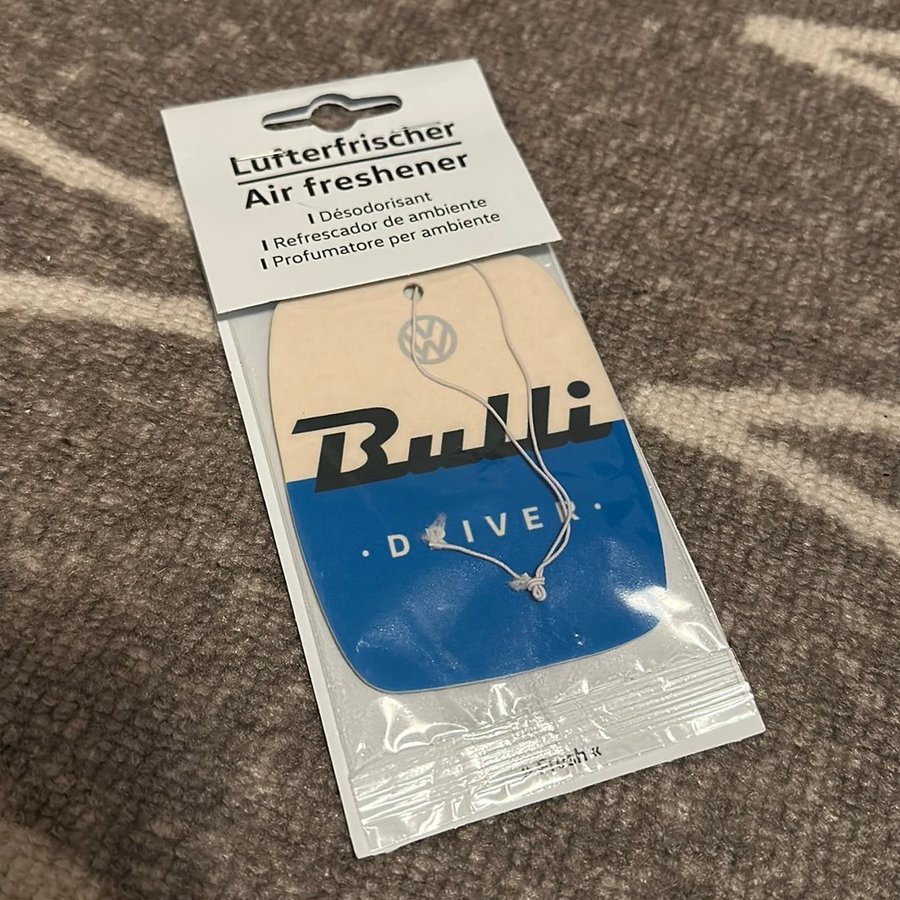 Lufterfrischer
Air freshener
I Désodorisant
I Refrescador de ambiente
I Profumatore per ambiente
VW
Bulli
· DRIVER ·